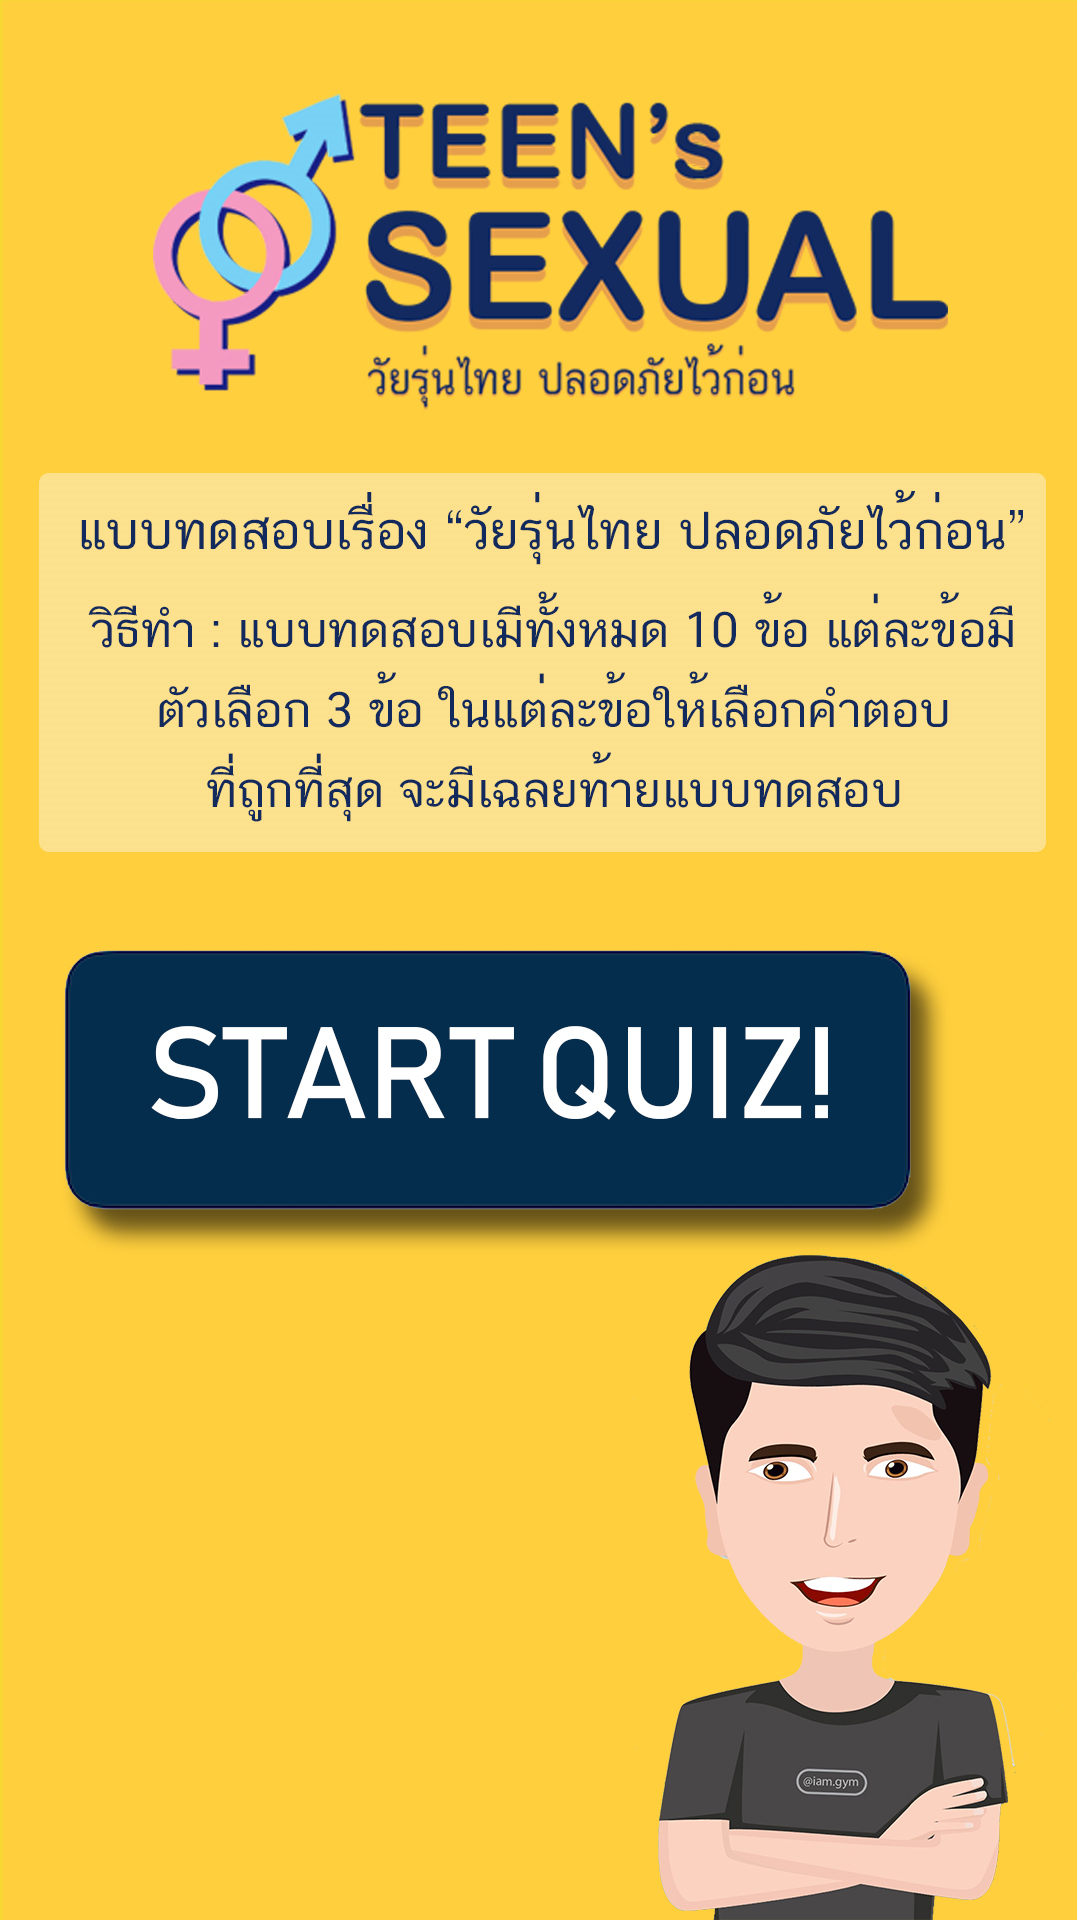 TEEN's
SEXUAL
วัยรุ่นไทย ปลอดภัยไว้ก่อน
แบบทดสอบเรื่อง “วัยรุ่นไทย ปลอดภัยไว้ก่อน”
วิธีทำ : แบบทดสอบเมีทั้งหมด 10 ข้อ แต่ละข้อมี
ตัวเลือก 3 ข้อ ในแต่ละข้อให้เลือกคำตอบ
ที่ถูกที่สุด จะมีเฉลยท้ายแบบทดสอบ
START QUIZ!
@iam.gym